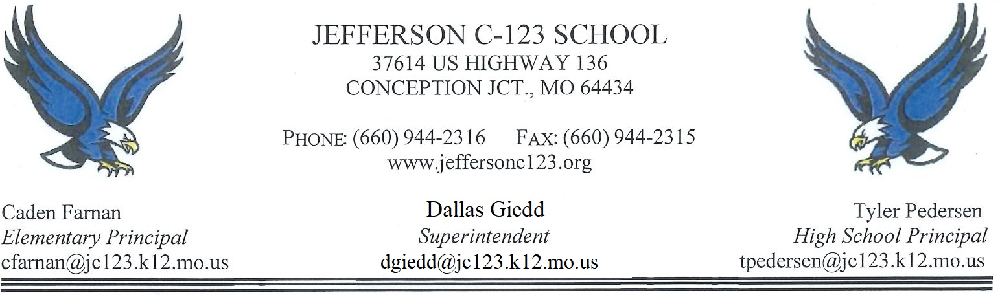 JEFFERSON C-123 SCHOOL
37614 US HIGHWAY 136
CONCEPTION JCT., MO 64434
PHONE: (660) 944-2316 FAX: (660) 944-2315
www.jeffersonc123.org
Caden Farnan
Elementary Principal
cfarnan@jc123.k12.mo.us
Dallas Giedd
Superintendent
dgiedd@jc123.k12.mo.us
Tyler Pedersen
High School Principal
tpedersen@jc123.k12.mo.us